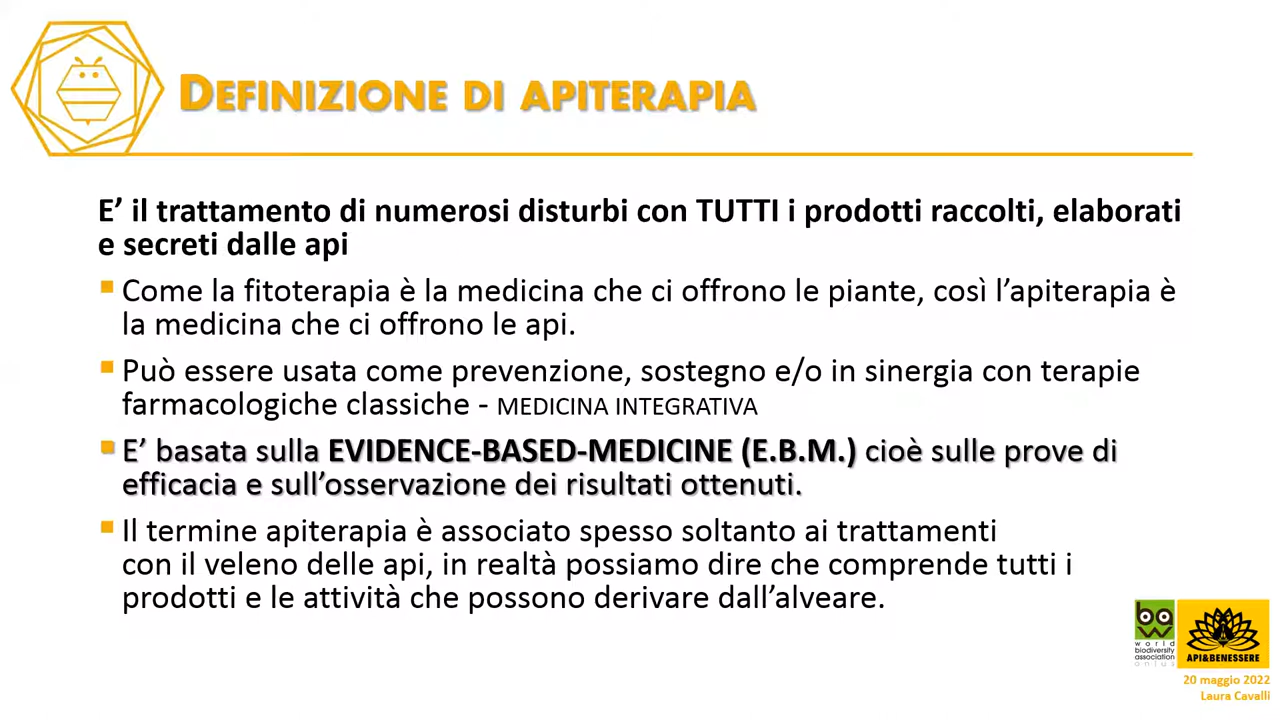 DEFINIZIONE DI APITERAPIA
E’ il trattamento di numerosi disturbi con TUTTI i prodotti raccolti, elaborati
e secreti dalle api
Come la fitoterapia è la medicina che ci offrono le piante, così l’apiterapia è
la medicina che ci offrono le api.
Può essere usata come prevenzione, sostegno e/o in sinergia con terapie
farmacologiche classiche - MEDICINA INTEGRATIVA
E’ basata sulla EVIDENCE-BASED-MEDICINE (E.B.M.) cioè sulle prove di
efficacia e sull’osservazione dei risultati ottenuti.
Il termine apiterapia è associato spesso soltanto ai trattamenti
con il veleno delle api, in realtà possiamo dire che comprende tutti i
prodotti e le attività che possono derivare dall’alveare.
baw
world
biodiversity
association
onlus
API&BENESSERE
20 maggio 2022
Laura Cavalli